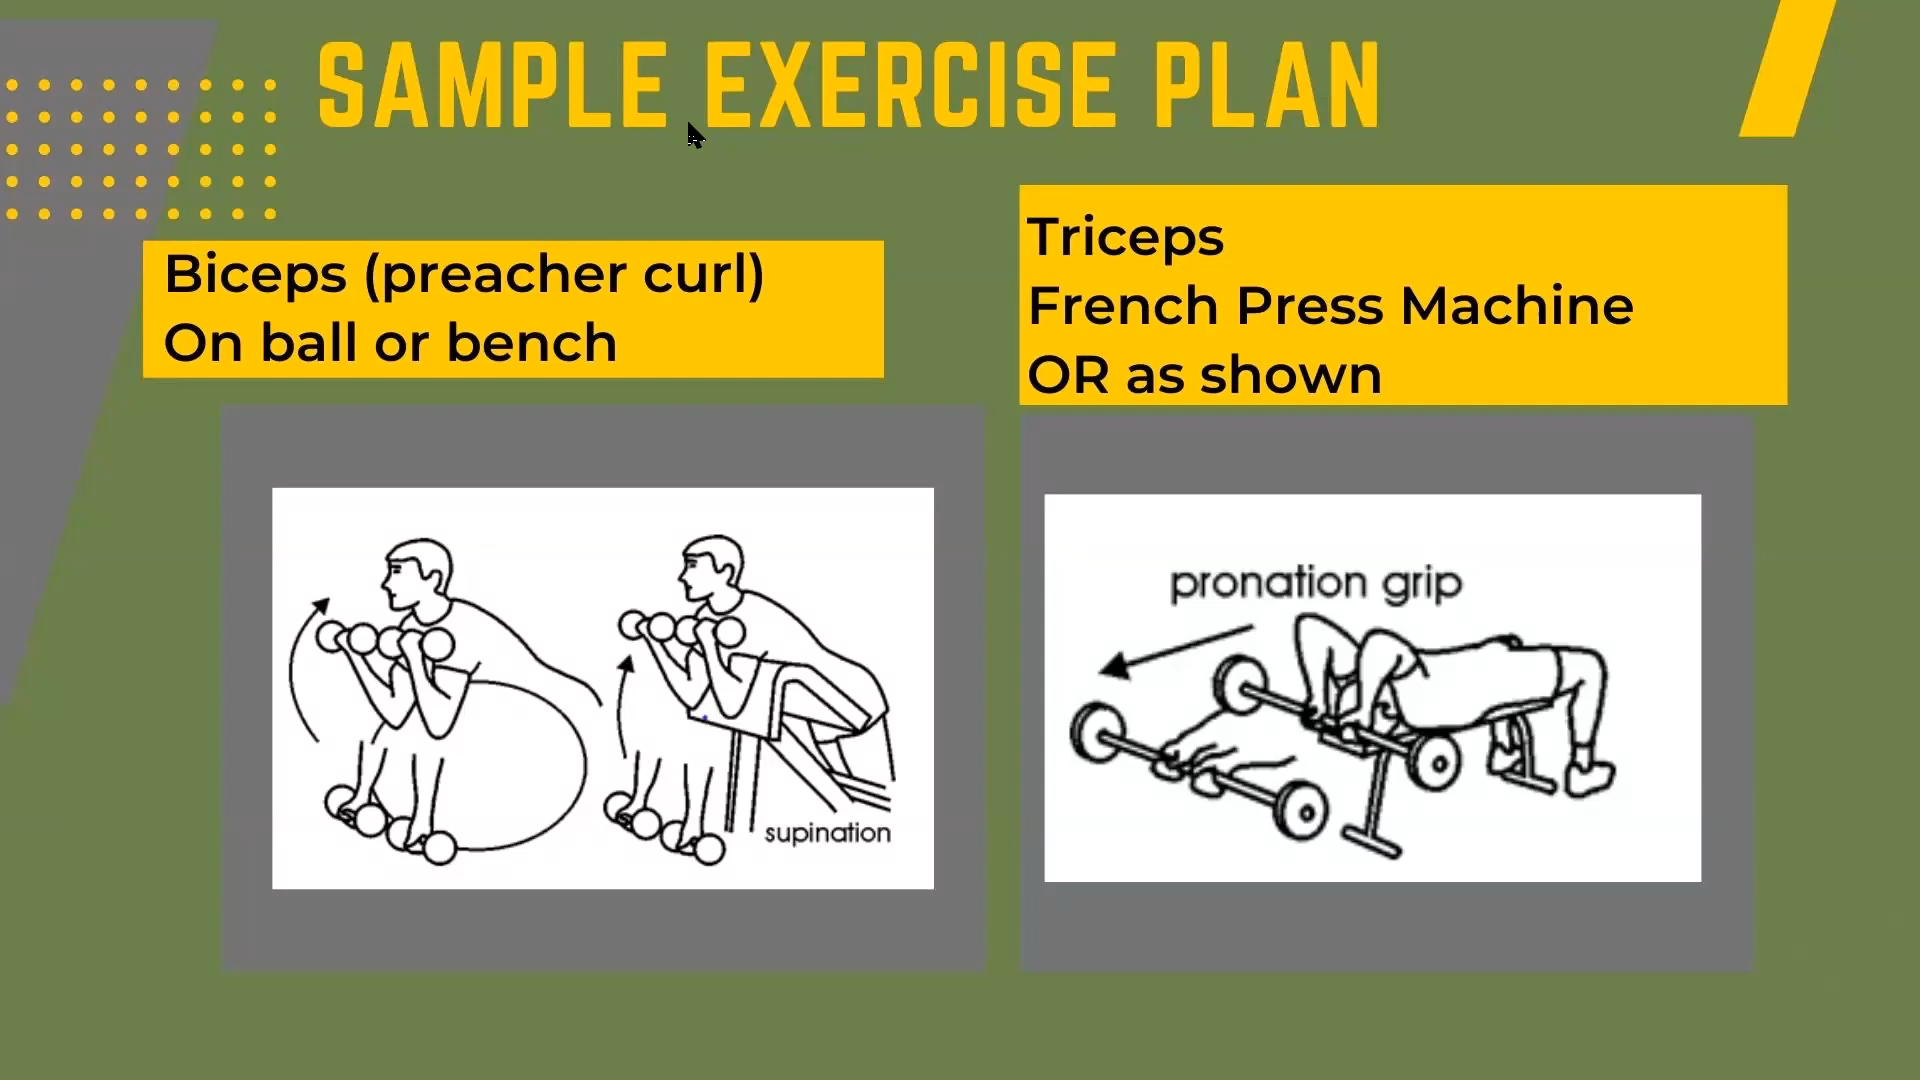 SAMPLE EXERCISE PLAN
Biceps (preacher curl)
On ball or bench
Triceps
French Press Machine
OR as shown
supination
pronation grip